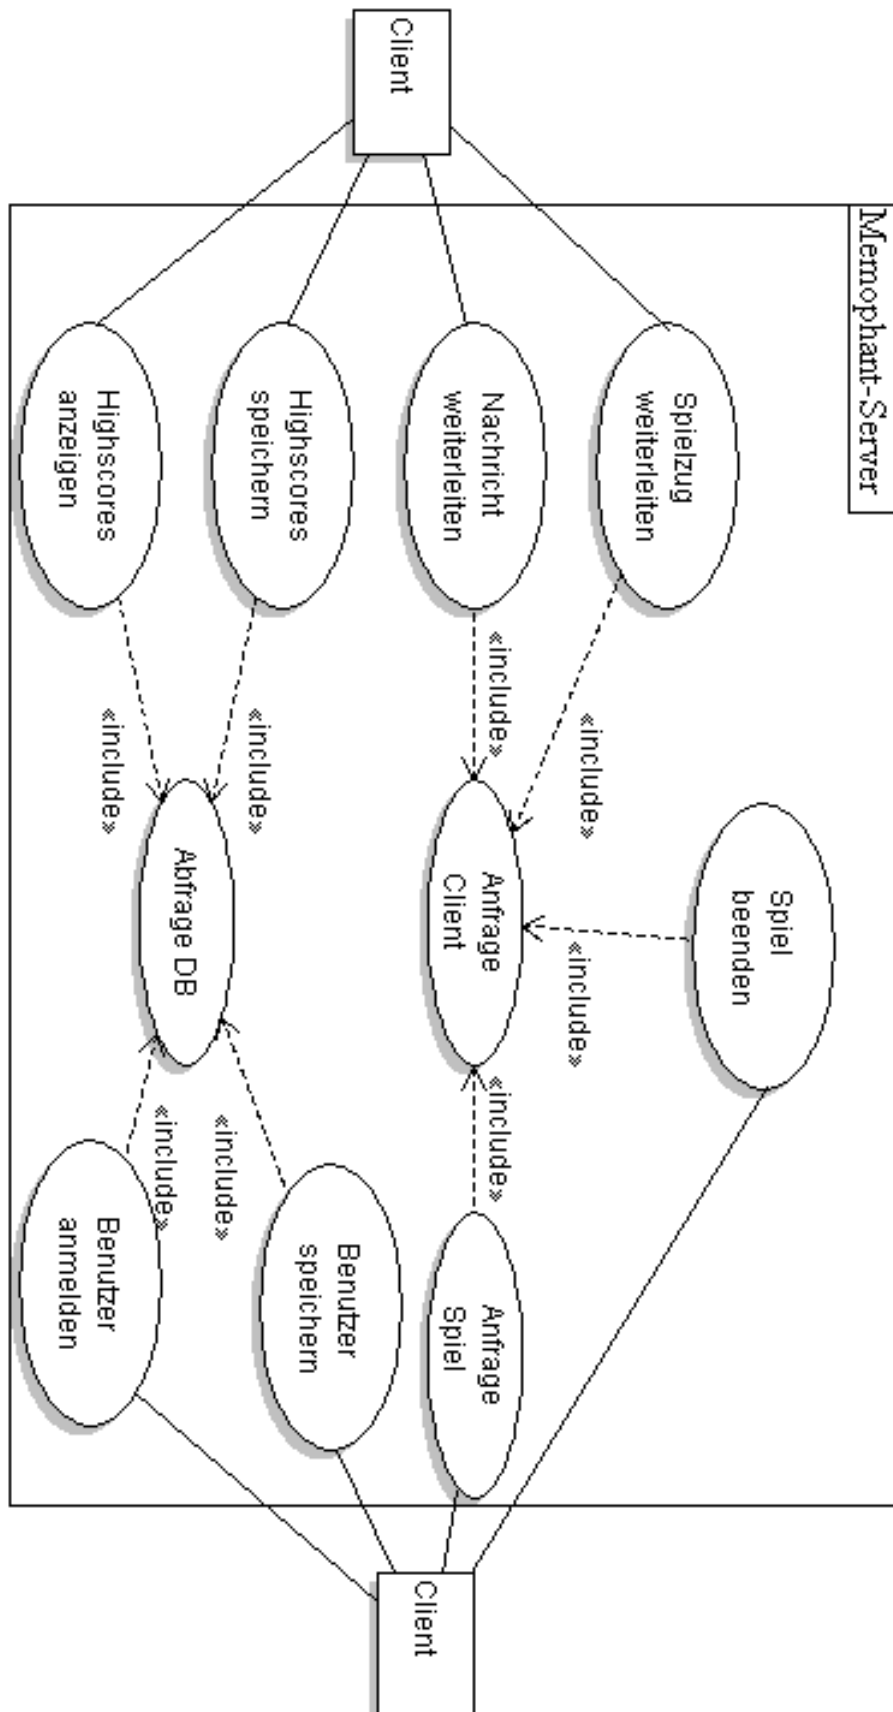 Memophant-Server
Spiel
beenden
Spielzug
weiterleiten
«include»
«include»
Client
Nachricht
weiterleiten
«include»
Anfrage
Client
«include»
Anfrage
Spiel
Client
Highscores
speichern
«include»
Benutzer
speichern
«include»
Abfrage DB
«include»
Highscores
anzeigen
«include»
Benutzer
anmelden